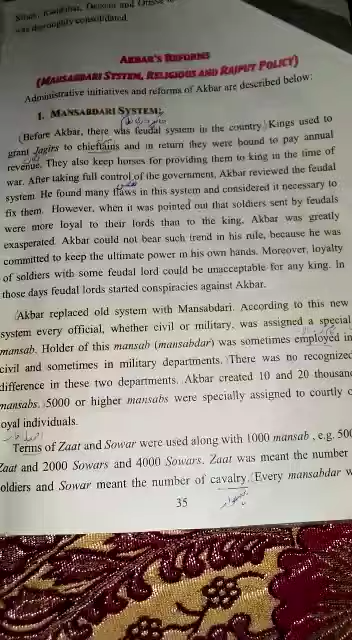 Sindh, Kandahar, Deccan and Orissa
was thoroughly consolidated.
AKBAR'S REFORMS
(MANSABDARI SYSTEM, RELIGIOUS AND RAJPUT POLICY)
Administrative initiatives and reforms of Akbar are described below:
1. MANSABDARI SYSTEM:
(Before Akbar, there was feudal system in the country.) Kings used to
grant Jagirs to chieftains and in return they were bound to pay annual
revenue. They also keep horses for providing them to king in the time of
war. After taking full control of the government, Akbar reviewed the feudal
system. He found many flaws in this system and considered it necessary to
fix them. However, when it was pointed out that soldiers sent by feudals
were more loyal to their lords than to the king, Akbar was greatly
exasperated. Akbar could not bear such trend in his rule, because he was
committed to keep the ultimate power in his own hands. Moreover, loyalty
of soldiers with some feudal lord could be unacceptable for any king. In
those days feudal lords started conspiracies against Akbar.
(Akbar replaced old system with Mansabdari. According to this new
system every official, whether civil or military, was assigned a special
mansab. Holder of this mansab (mansabdar) was sometimes employed in
civil and sometimes in military departments. (There was no recognized
difference in these two departments. Akbar created 10 and 20 thousand
mansabs. 5000 or higher mansabs were specially assigned to courtly
oyal individuals.
Terms of Zaat and Sowar were used along with 1000 mansab , e.g. 500
Zaat and 2000 Sowars and 4000 Sowars. Zaat was meant the number
oldiers and Sowar meant the number of cavalry. Every mansabdar w
35